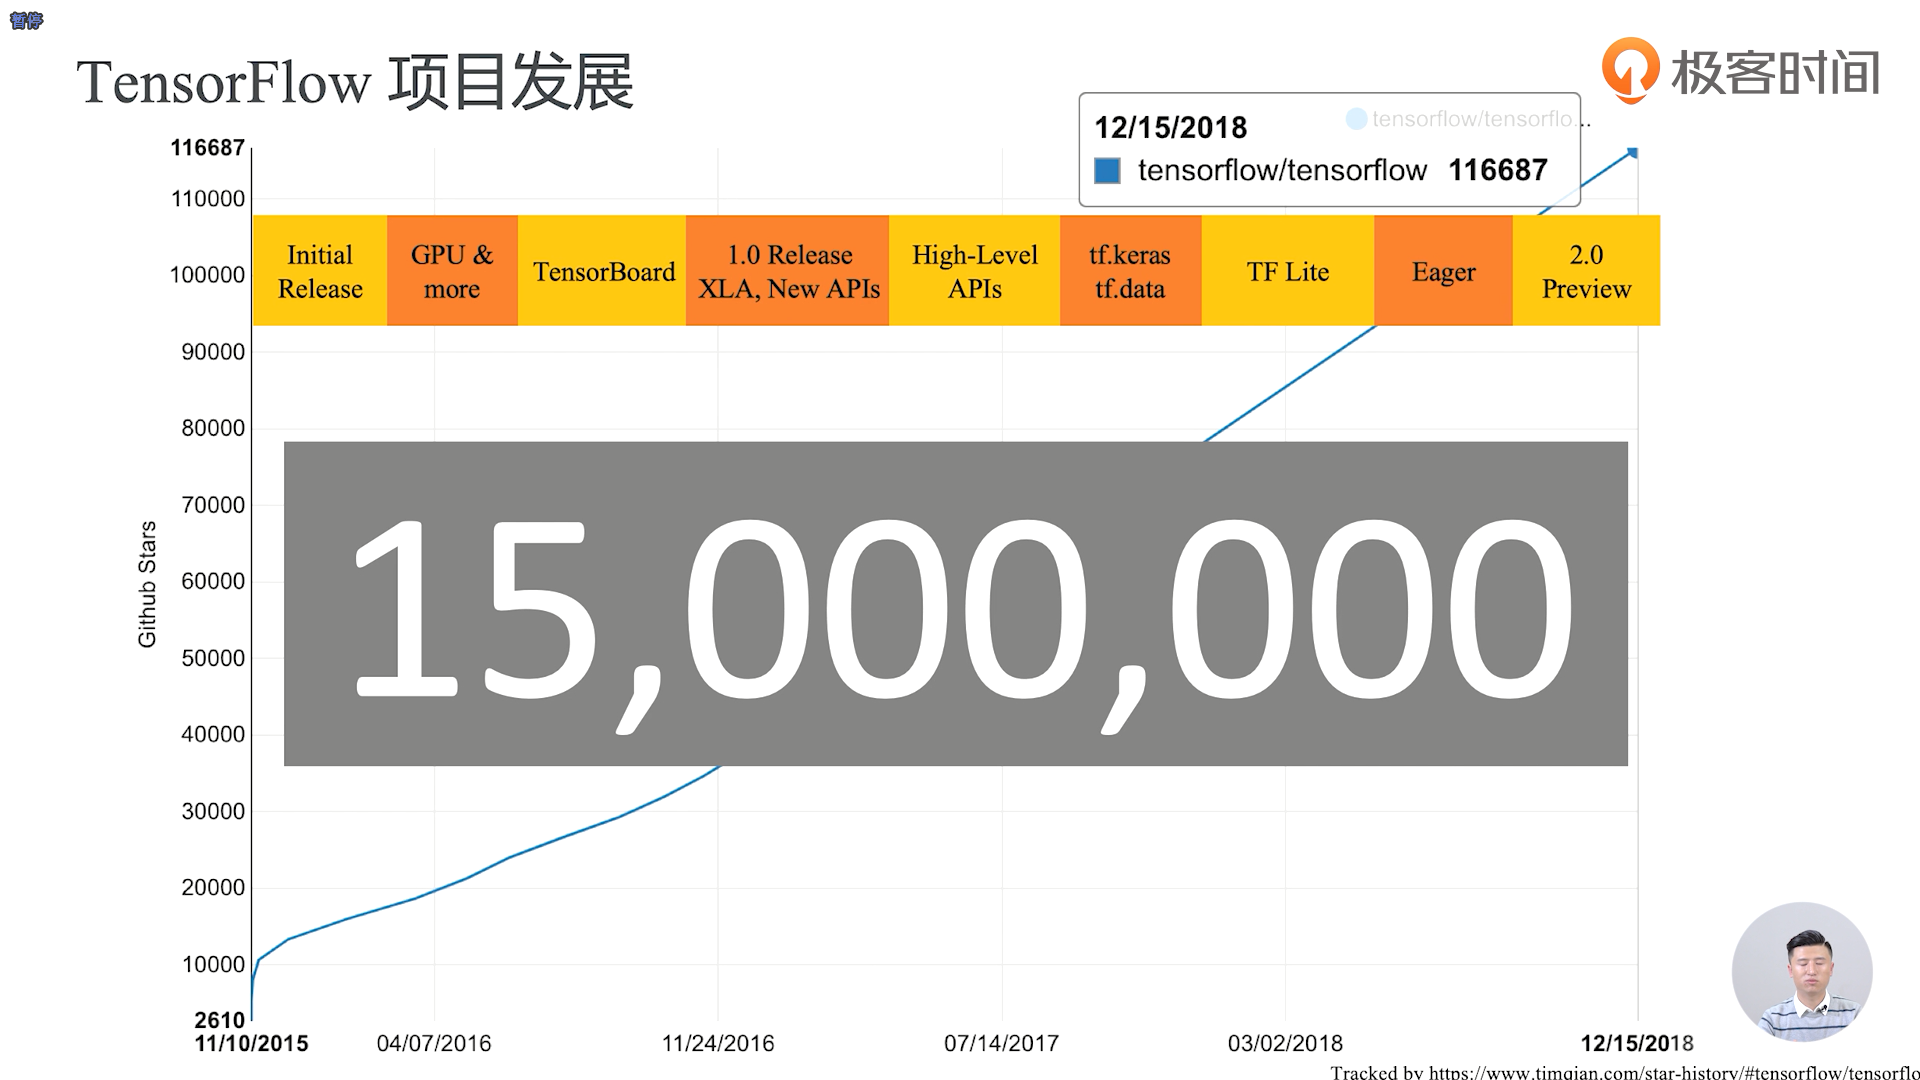 暂停
TensorFlow 项目发展
极客时间
12/15/2018
tensorflow/tensorflo...
tensorflow/tensorflow 116687
116687
110000
100000
90000
80000
70000
60000
50000
40000
30000
20000
10000
2610
Github Stars
Initial
Release
GPU &
more
TensorBoard
1.0 Release
XLA, New APIs
High-Level
APIs
tf.keras
tf.data
TF Lite
Eager
2.0
Preview
15,000,000
11/10/2015
04/07/2016
11/24/2016
07/14/2017
03/02/2018
12/15/2018
Tracked by https://www.timqian.com/star-history/#tensorflow/tensorflo